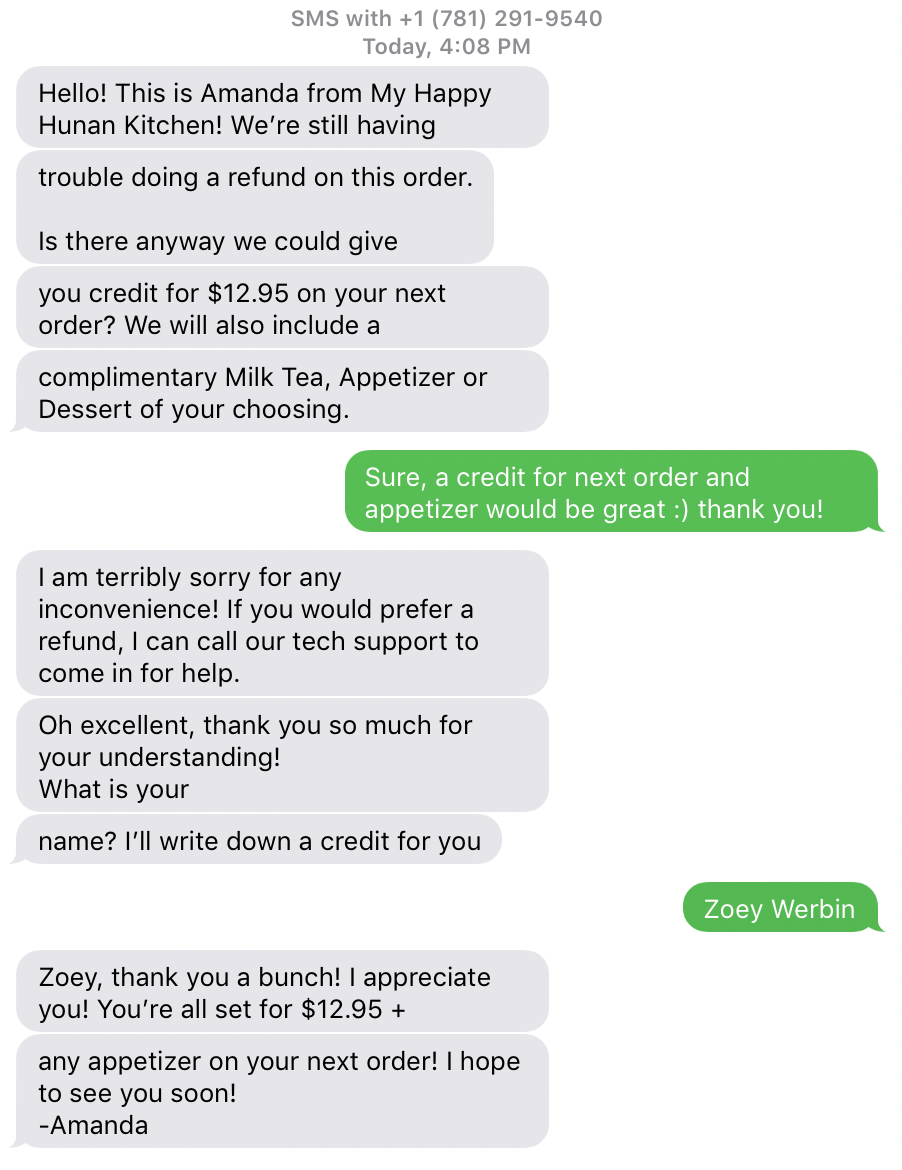 SMS with +1 (781) 291-9540
Today, 4:08 PM
Hello! This is Amanda from My Happy
Hunan Kitchen! We’re still having
trouble doing a refund on this order.
Is there anyway we could give
you credit for $12.95 on your next
order? We will also include a
complimentary Milk Tea, Appetizer or
Dessert of your choosing.
Sure, a credit for next order and
appetizer would be great :) thank you!
I am terribly sorry for any
inconvenience! If you would prefer a
refund, I can call our tech support to
come in for help.
Oh excellent, thank you so much for
your understanding!
What is your
name? I’ll write down a credit for you
Zoey Werbin
Zoey, thank you a bunch! I appreciate
you! You’re all set for $12.95 +
any appetizer on your next order! I hope
to see you soon!
-Amanda